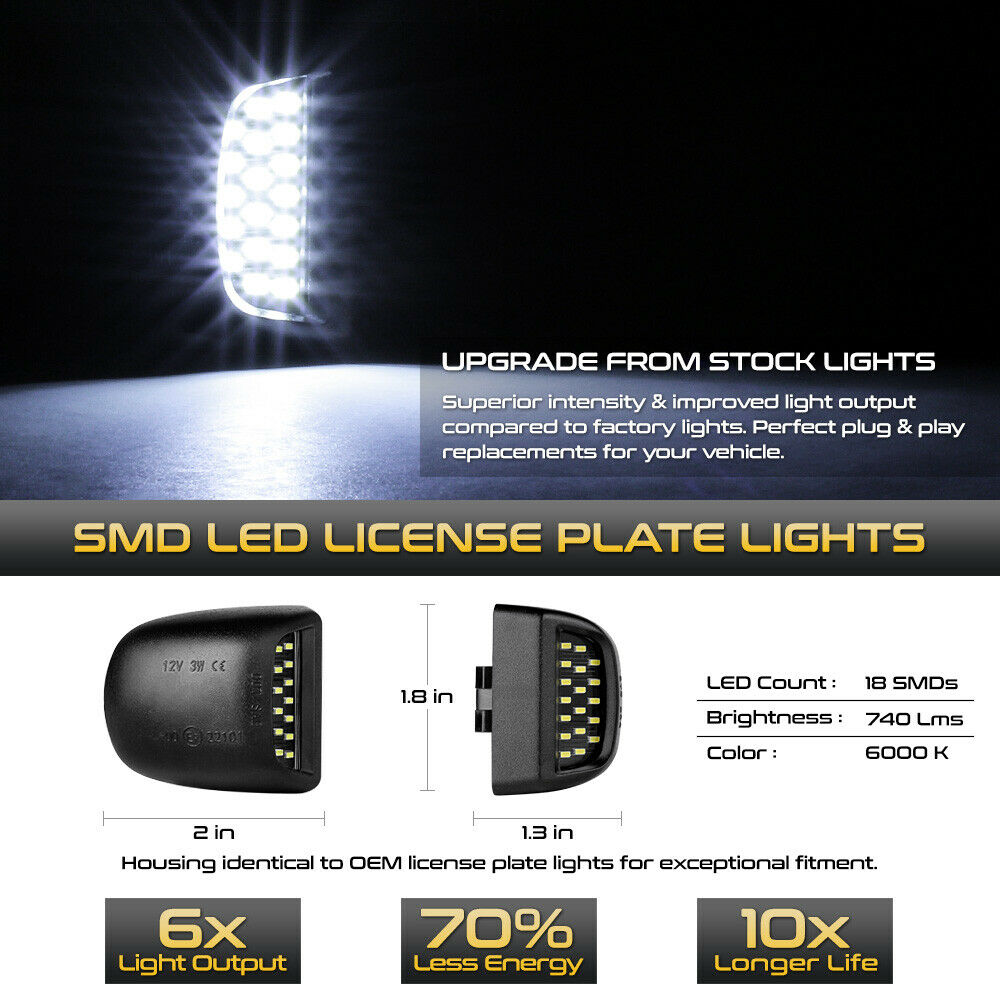 UPGRADE FROM STOCK LIGHTS
Superior intensity & improved light output
compared to factory lights. Perfect plug & play
replacements for your vehicle.
SMD LED LICENSE PLATE LIGHTS
12V 3W CE
22101
1.8 in
2 in
1.3 in
LED Count : 18 SMDs
Brightness : 740 Lms
Color : 6000 K
Housing identical to OEM license plate lights for exceptional fitment.
6x
Light Output
70%
Less Energy
10x
Longer Life